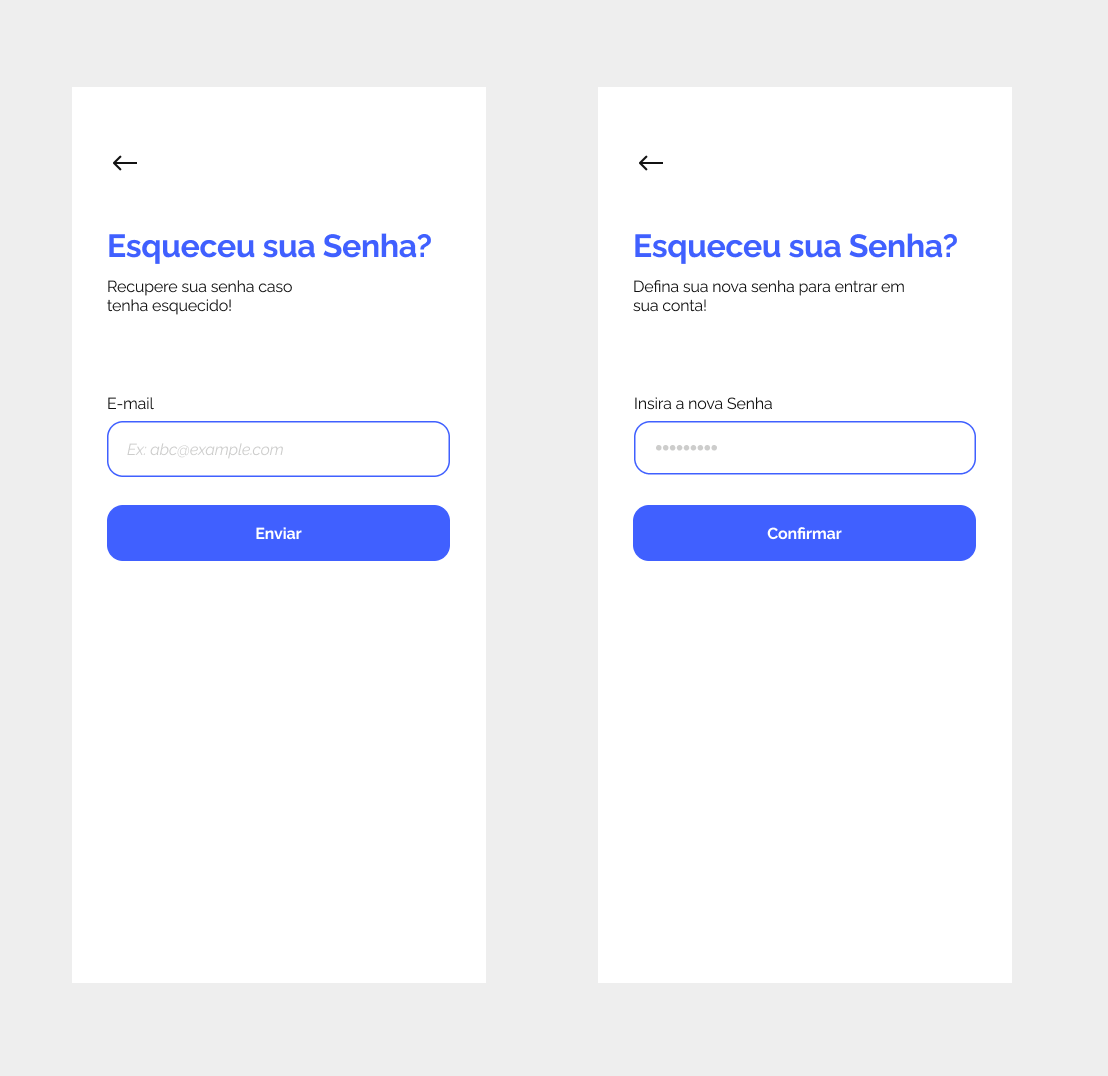 Esqueceu sua Senha?
Recupere sua senha caso
tenha esquecido!
E-mail
Ex: abc@example.com
Enviar
Esqueceu sua Senha?
Defina sua nova senha para entrar em
sua conta!
Insira a nova Senha
•••••••••
Confirmar